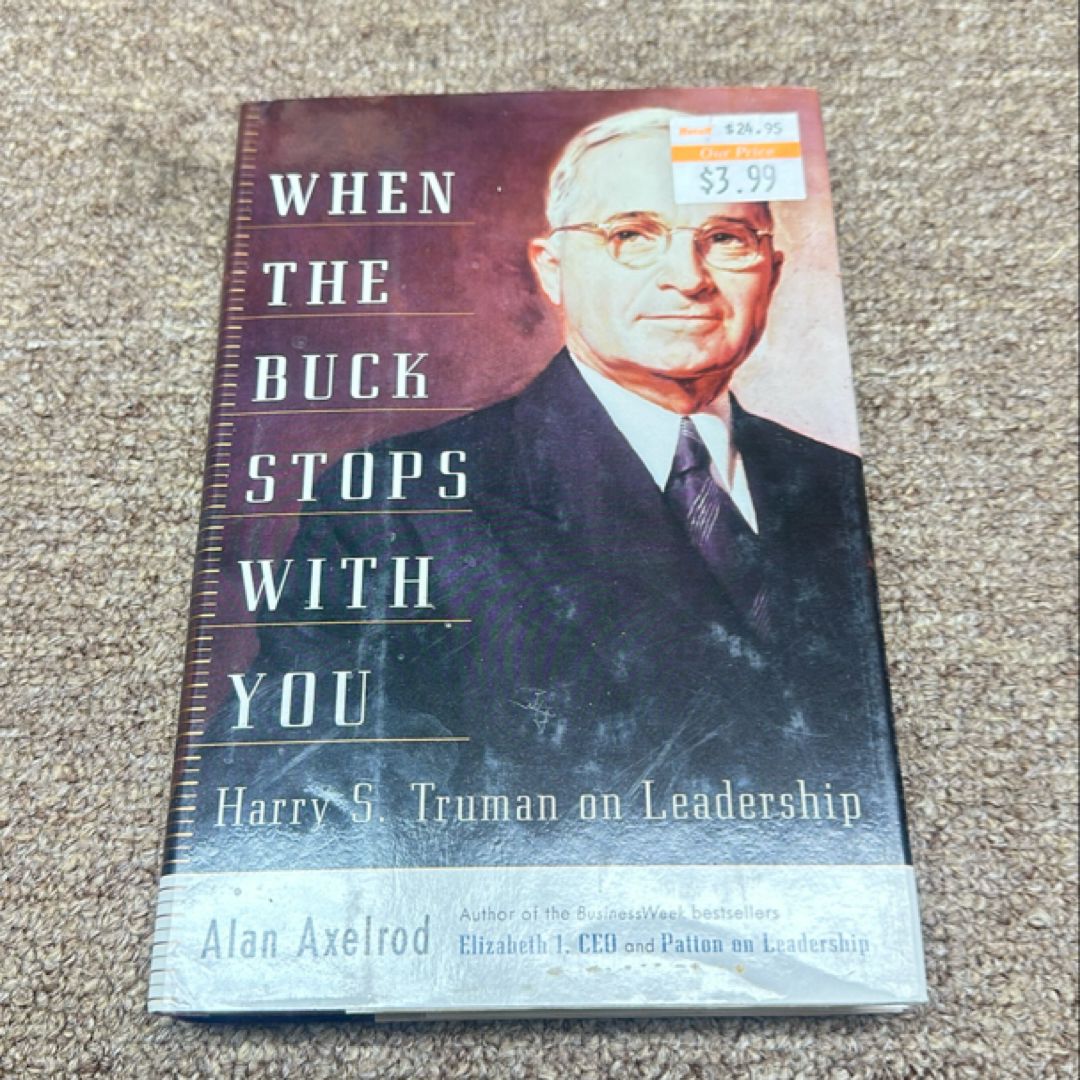 Retail $24.95
Our Price
$3.99
WHEN
THE
BUCK
STOPS
WITH
YOU
Harry S. Truman on Leadership
Alan Axelrod
Author of the BusinessWeek bestsellers
Elizabeth I, CEO and Patton on Leadership